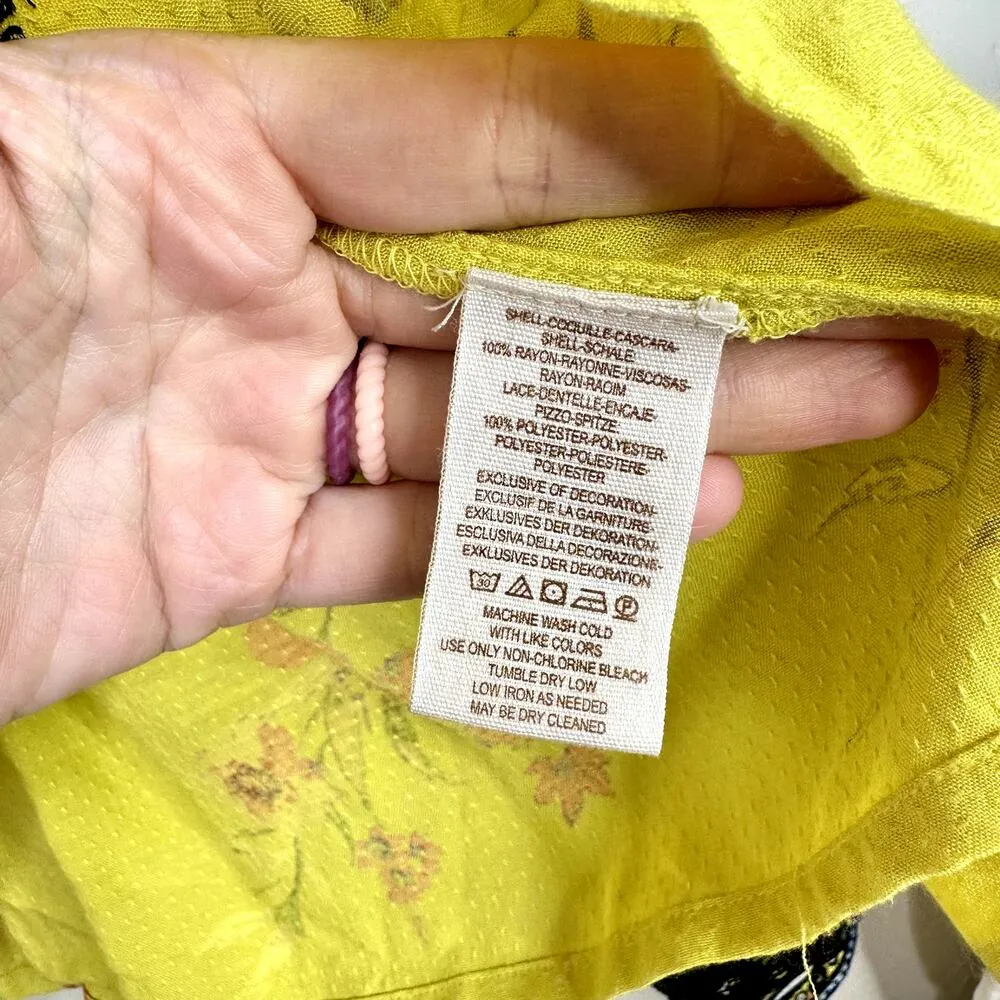 SHELL-COQUILLE-CASCARA-
SHELL-SCHALE
100% RAYON-RAYONNE-VISCOSAS-
RAYON-RACIM
LACE-DENTELLE-ENCAJE-
PIZZO-SPITZE
100% POLYESTER-POLYESTER-
POLYESTER-POLIESTERE-
POLYESTER
EXCLUSIVE OF DECORATION-
EXCLUSIF DE LA GARNITURE-
EXKLUSIVES DER DEKORATION-
ESCLUSIVA DELLA DECORAZIONE-
EXKLUSIVES DER DEKORATION
30 P
MACHINE WASH COLD
WITH LIKE COLORS
USE ONLY NON-CHLORINE BLEACH
TUMBLE DRY LOW
LOW IRON AS NEEDED
MAY BE DRY CLEANED